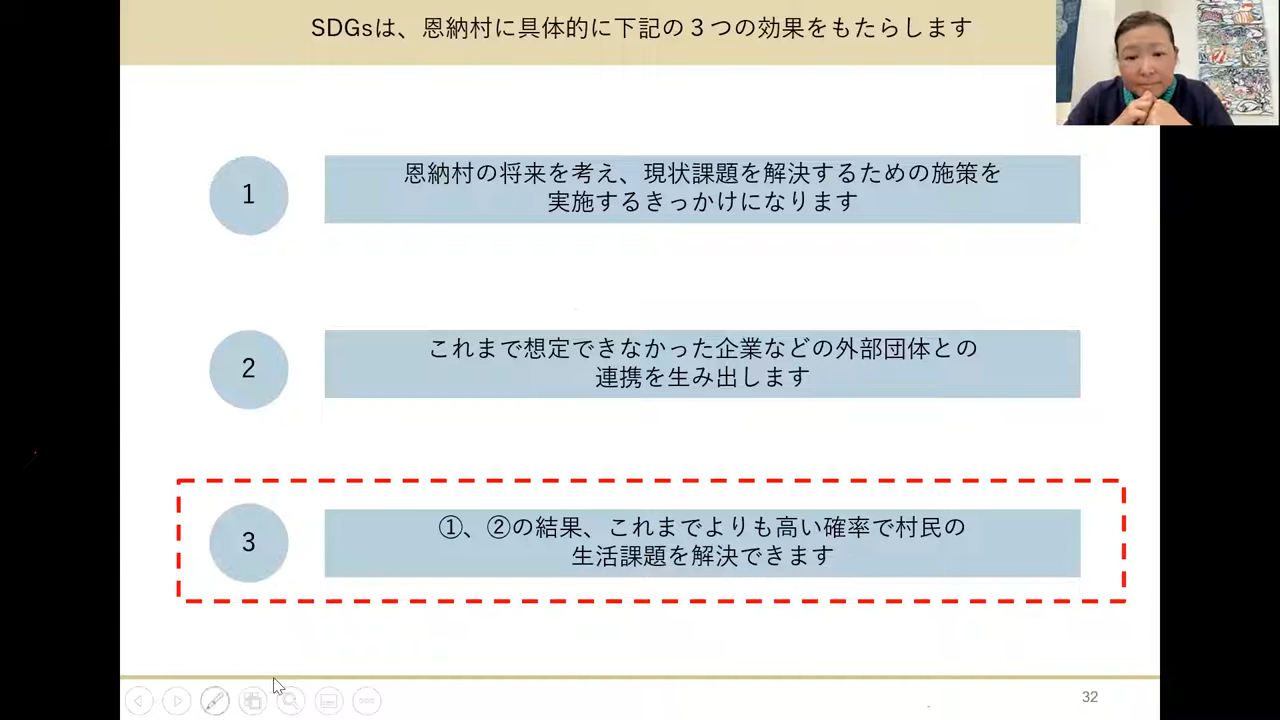 SDGsは、恩納村に具体的に下記の３つの効果をもたらします
1
恩納村の将来を考え、現状課題を解決するための施策を
実施するきっかけになります
2
これまで想定できなかった企業などの外部団体との
連携を生み出します
3
①、②の結果、これまでよりも高い確率で村民の
生活課題を解決できます
32